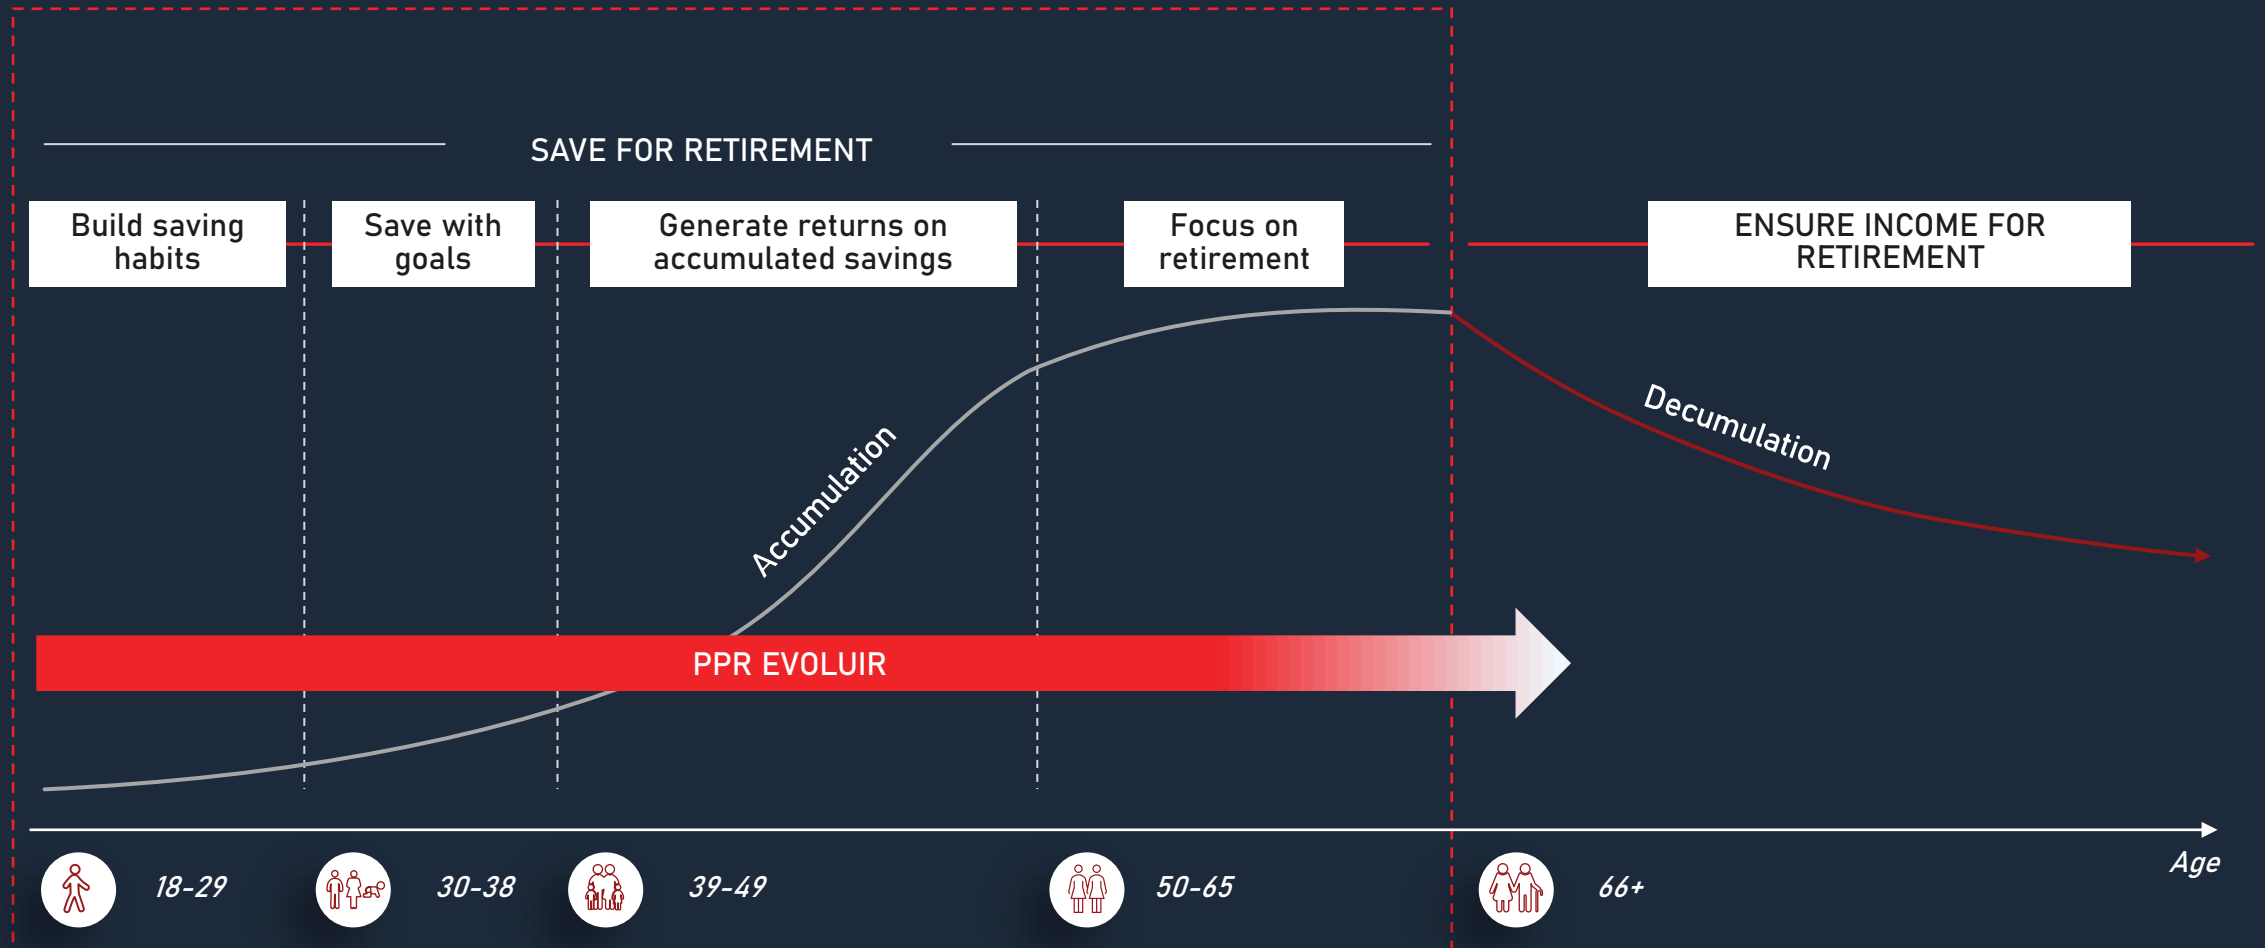 SAVE FOR RETIREMENT
Build saving
habits
Save with
goals
Generate returns on
accumulated savings
Focus on
retirement
ENSURE INCOME FOR
RETIREMENT
Accumulation
Decumulation
PPR EVOLUIR
Age
18-29
30-38
39-49
50-65
66+